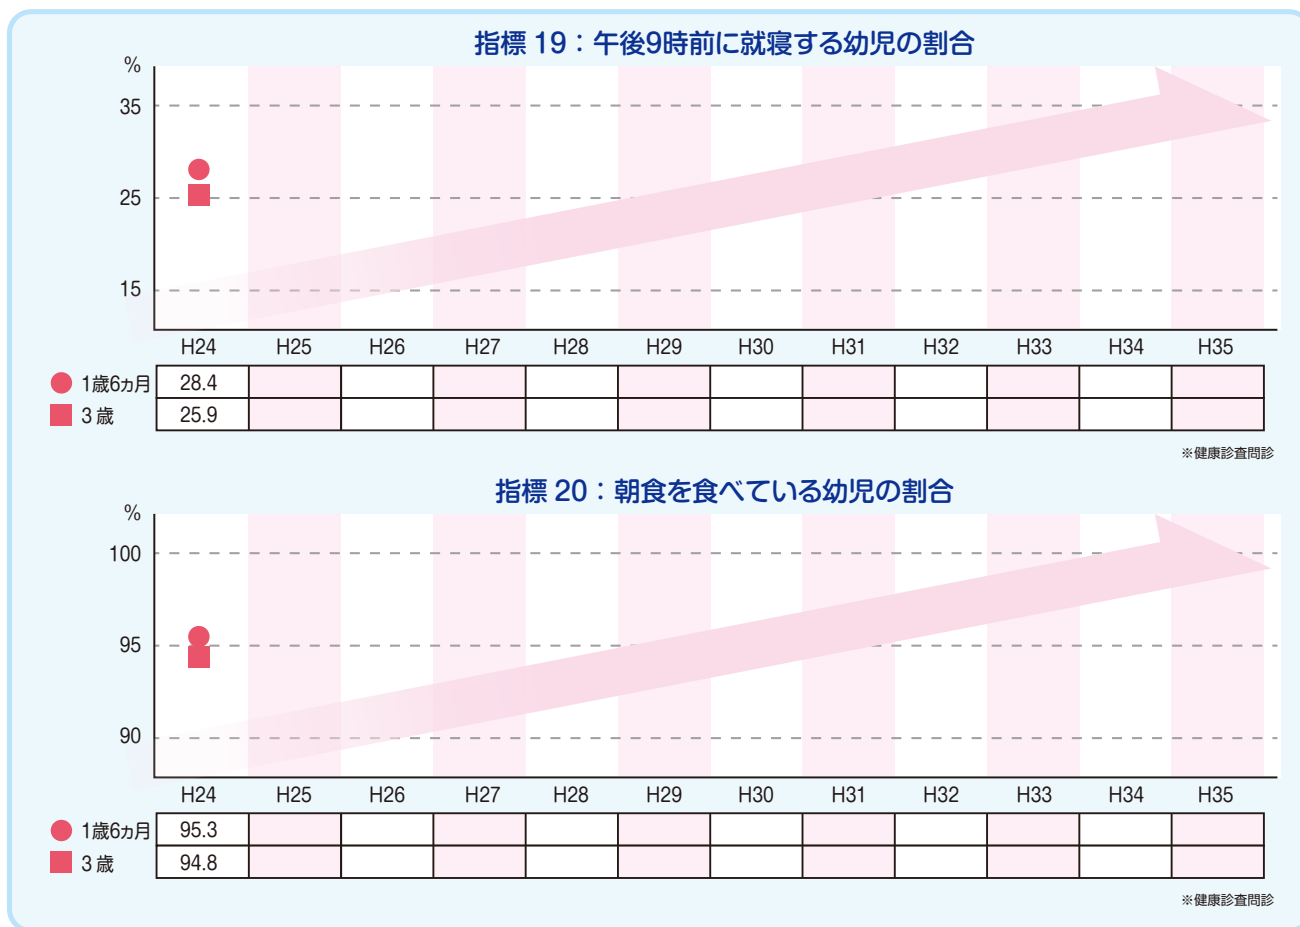 指標 19：午後9時前に就寝する幼児の割合
%
35
25
15
H24 H25 H26 H27 H28 H29 H30 H31 H32 H33 H34 H35
1歳6ヵ月 28.4
3 歳 25.9
※健康診査問診
指標 20：朝食を食べている幼児の割合
%
100
95
90
H24 H25 H26 H27 H28 H29 H30 H31 H32 H33 H34 H35
1歳6ヵ月 95.3
3 歳 94.8
※健康診査問診